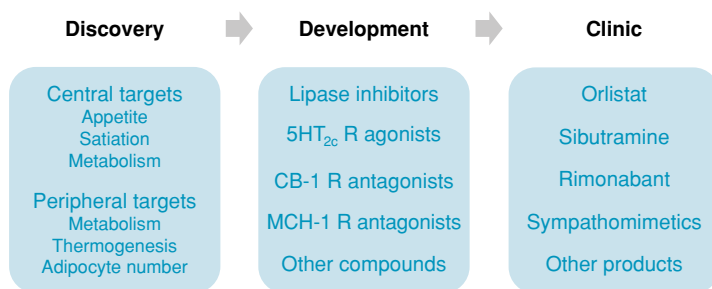 Discovery
Development
Clinic
Central targets
Appetite
Satiation
Metabolism
Peripheral targets
Metabolism
Thermogenesis
Adipocyte number
Lipase inhibitors
5HT2c R agonists
CB-1 R antagonists
MCH-1 R antagonists
Other compounds
Orlistat
Sibutramine
Rimonabant
Sympathomimetics
Other products